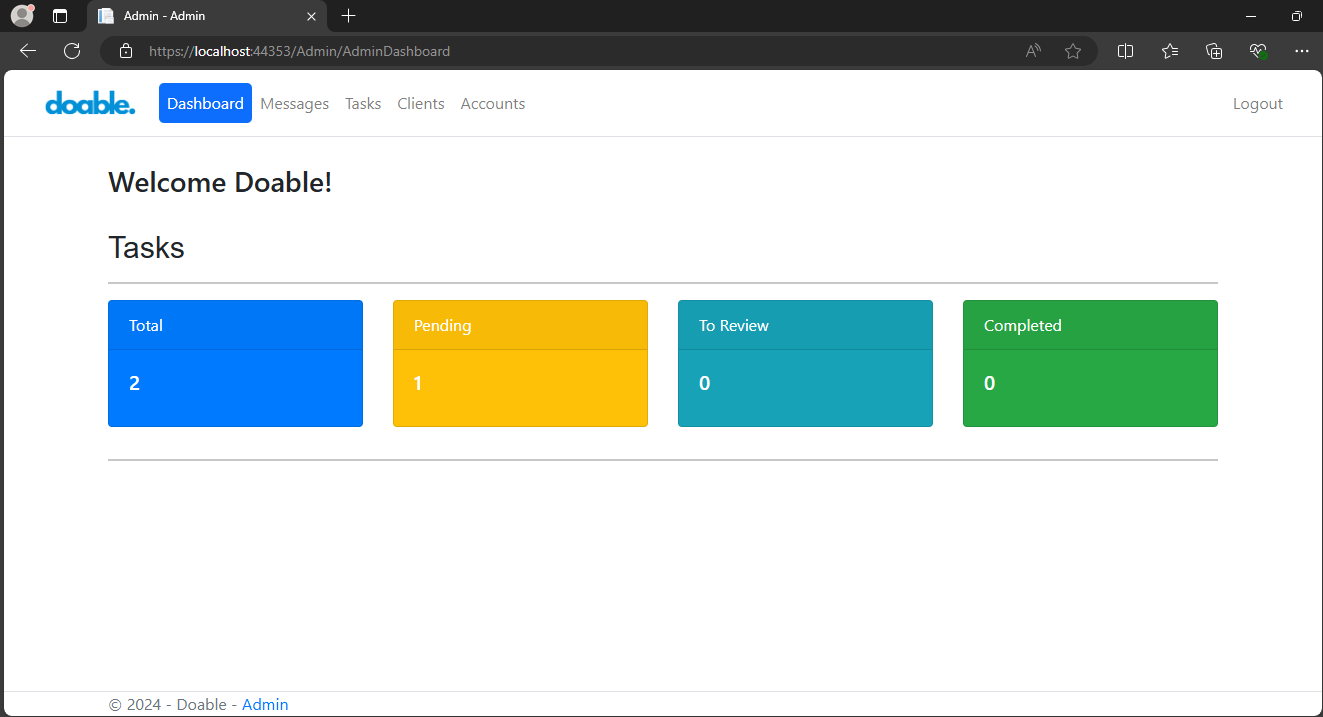 Admin - Admin
https://localhost:44353/Admin/AdminDashboard
doable. Dashboard Messages Tasks Clients Accounts Logout
Welcome Doable!
Tasks
Total Pending To Review Completed
2 1 0 0
© 2024 - Doable - Admin